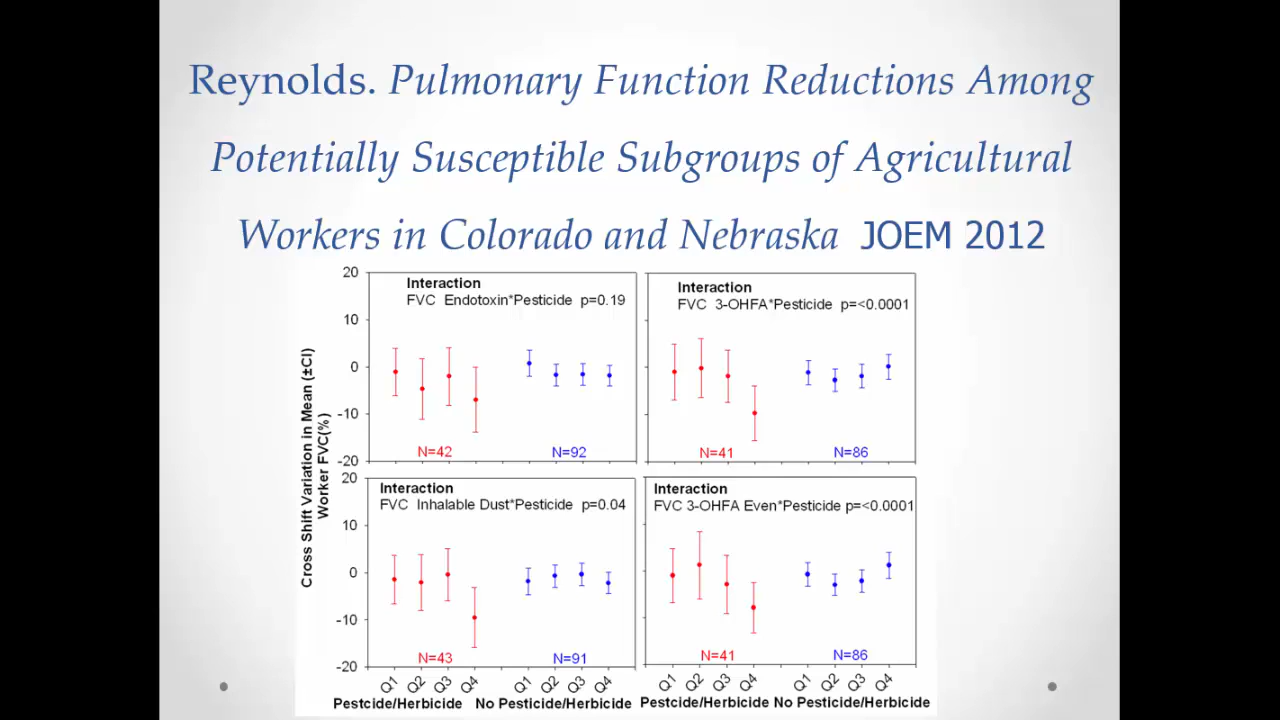 Reynolds. Pulmonary Function Reductions Among
Potentially Susceptible Subgroups of Agricultural
Workers in Colorado and Nebraska JOEM 2012
Cross Shift Variation in Mean (±CI)
Worker FVC(%)
20
10
0
-10
-20
Interaction
FVC Endotoxin*Pesticide p=0.19
N=42
N=92
Interaction
FVC 3-OHFA*Pesticide p=<0.0001
N=41
N=86
20
10
0
-10
-20
Interaction
FVC Inhalable Dust*Pesticide p=0.04
N=43
N=91
Interaction
FVC 3-OHFA Even*Pesticide p=<0.0001
N=41
N=86
Q1 Q2 Q3 Q4 Q1 Q2 Q3 Q4 Q1 Q2 Q3 Q4 Q1 Q2 Q3 Q4
Pestcide/Herbicide No Pesticide/Herbicide Pestcide/Herbicide No Pesticide/Herbicide